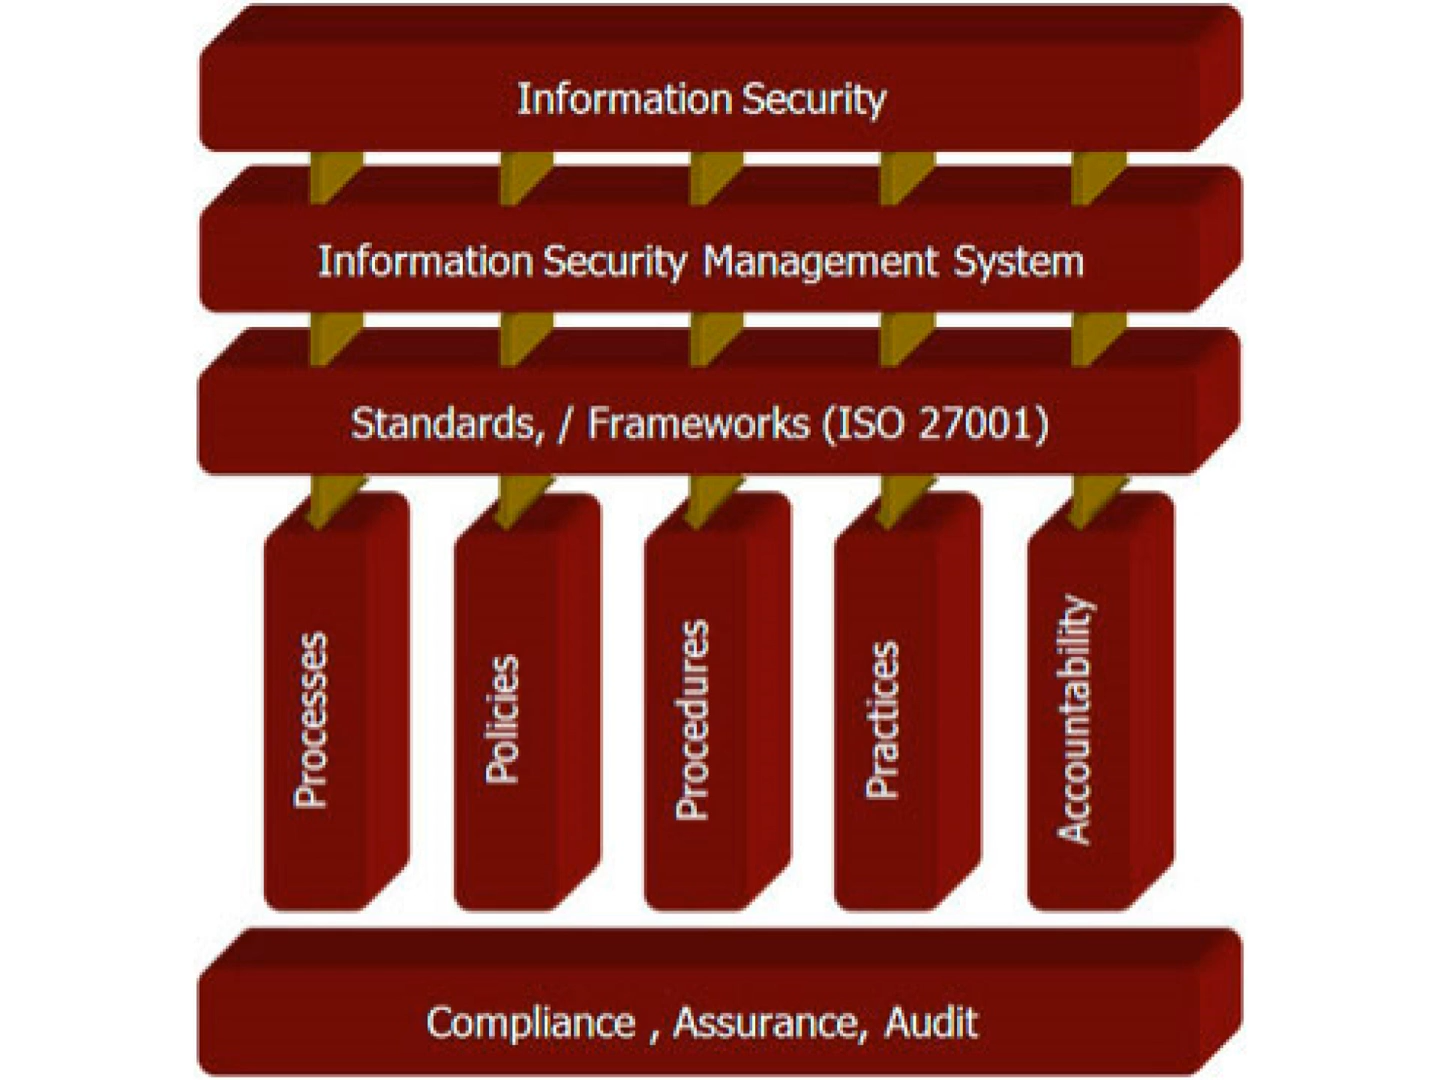 Information Security
Information Security Management System
Standards, / Frameworks (ISO 27001)
Processes
Policies
Procedures
Practices
Accountability
Compliance , Assurance, Audit